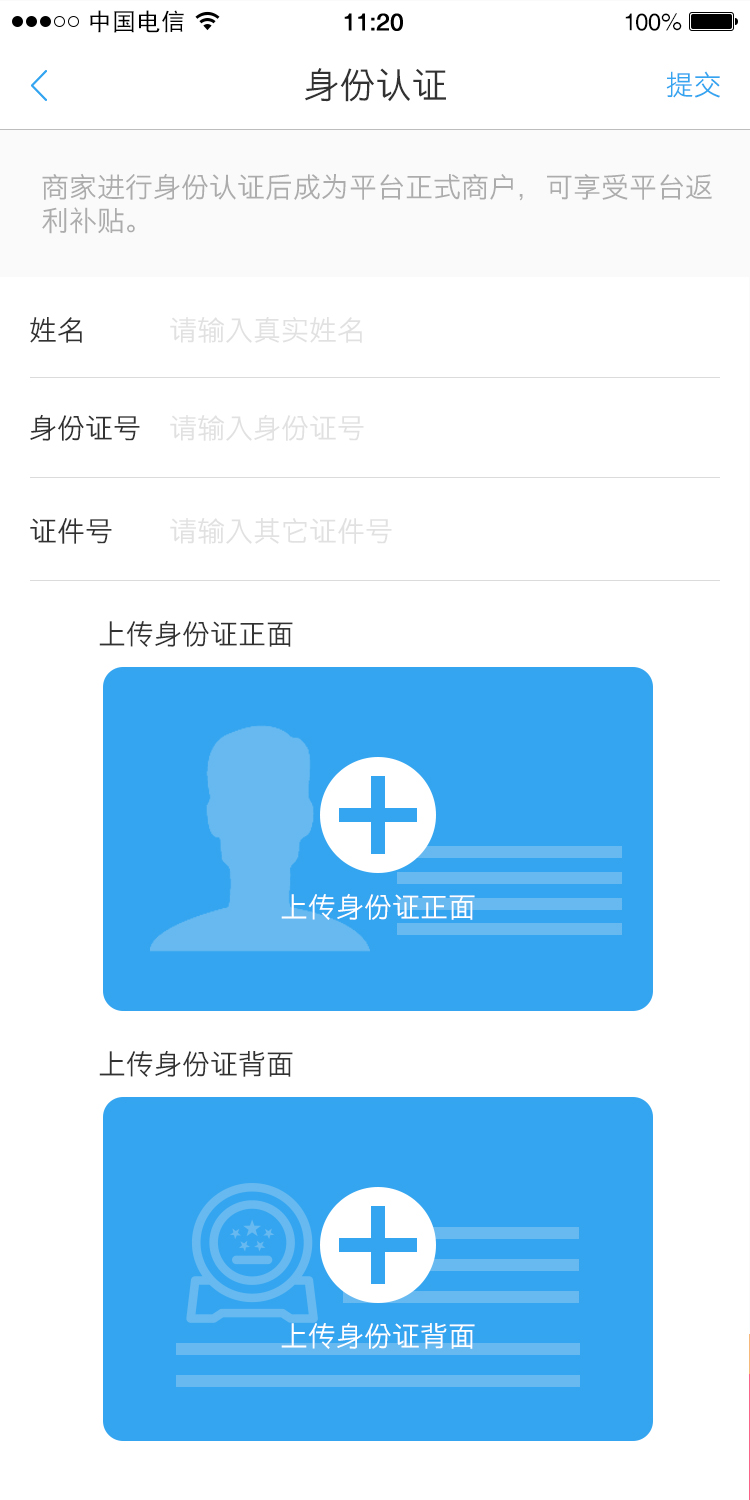 中国电信 11:20 100%
身份认证 提交
商家进行身份认证后成为平台正式商户，可享受平台返
利补贴。
姓名 请输入真实姓名
身份证号 请输入身份证号
证件号 请输入其它证件号
上传身份证正面
上传身份证正面
上传身份证背面
上传身份证背面